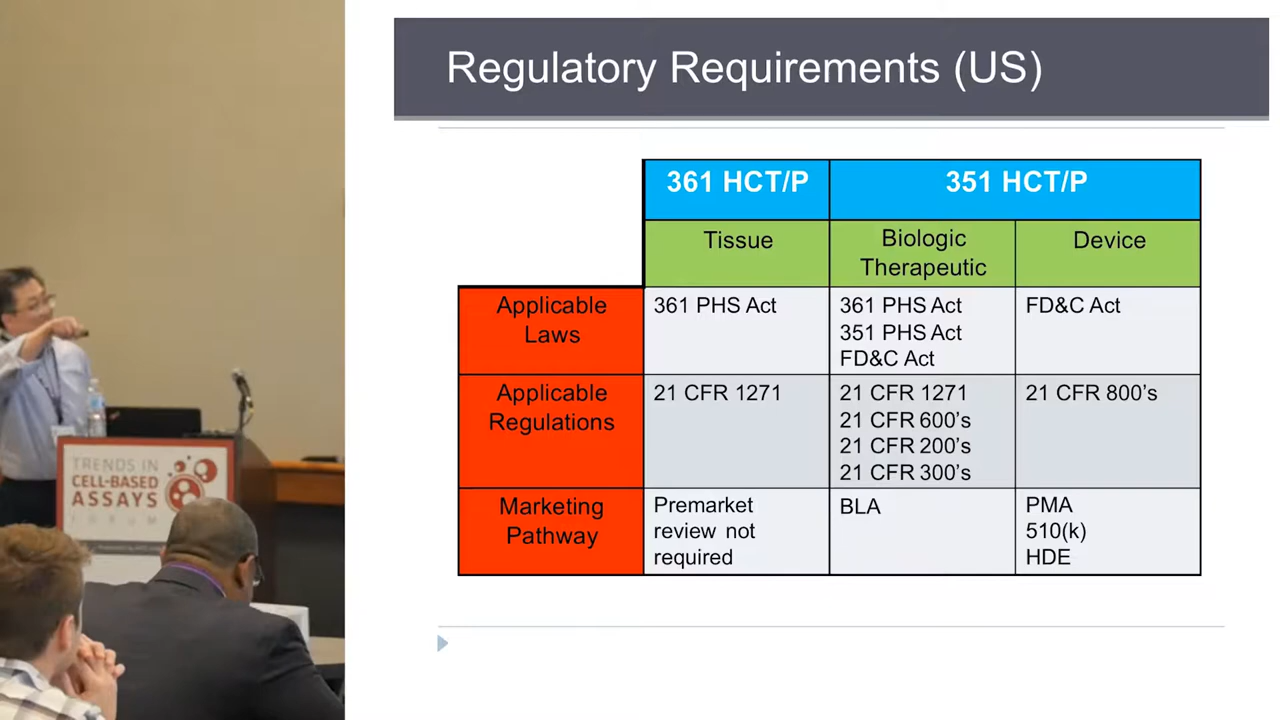 Regulatory Requirements (US)
361 HCT/P
351 HCT/P
Tissue
Biologic
Therapeutic
Device
Applicable
Laws
361 PHS Act
361 PHS Act
351 PHS Act
FD&C Act
FD&C Act
Applicable
Regulations
21 CFR 1271
21 CFR 1271
21 CFR 600’s
21 CFR 200’s
21 CFR 300’s
21 CFR 800’s
Marketing
Pathway
Premarket
review not
required
BLA
PMA
510(k)
HDE
TRENDS IN
CELL-BASED
ASSAYS
FORUM